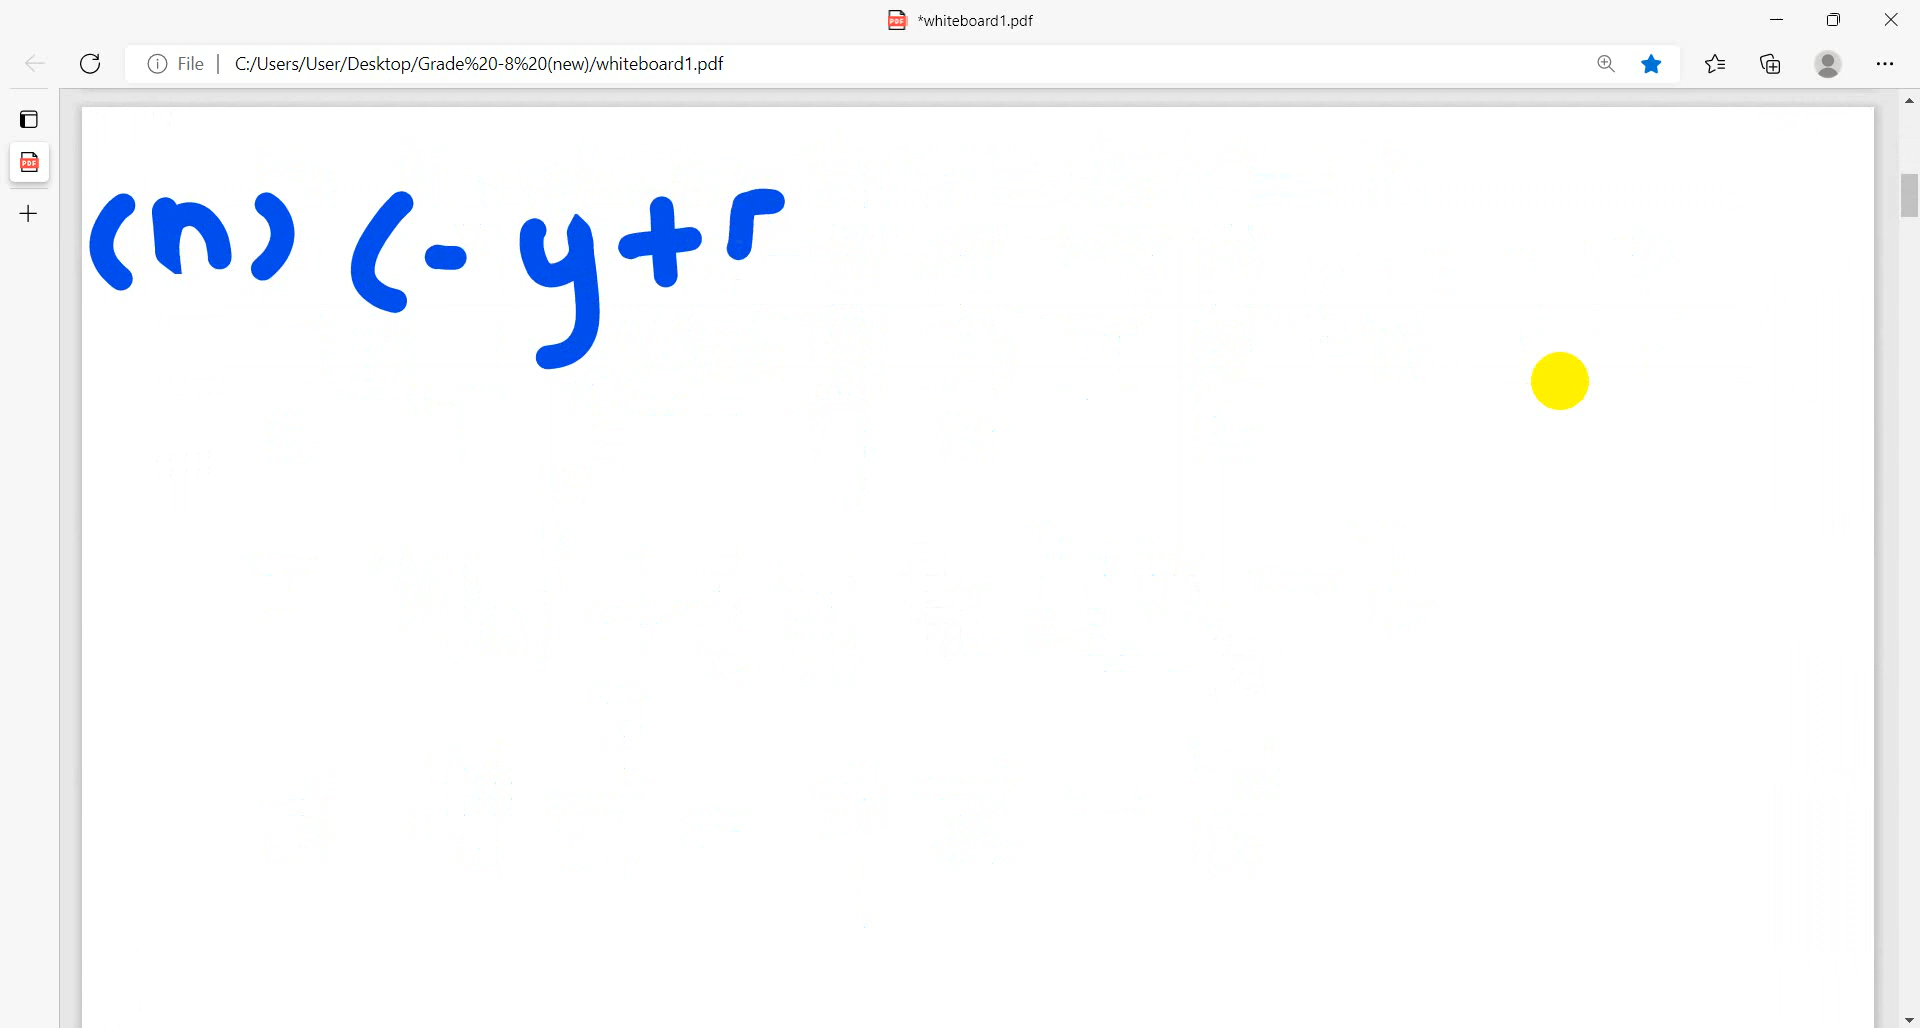 *whiteboard1.pdf
File | C:/Users/User/Desktop/Grade%20-8%20(new)/whiteboard1.pdf
(n) (- y +